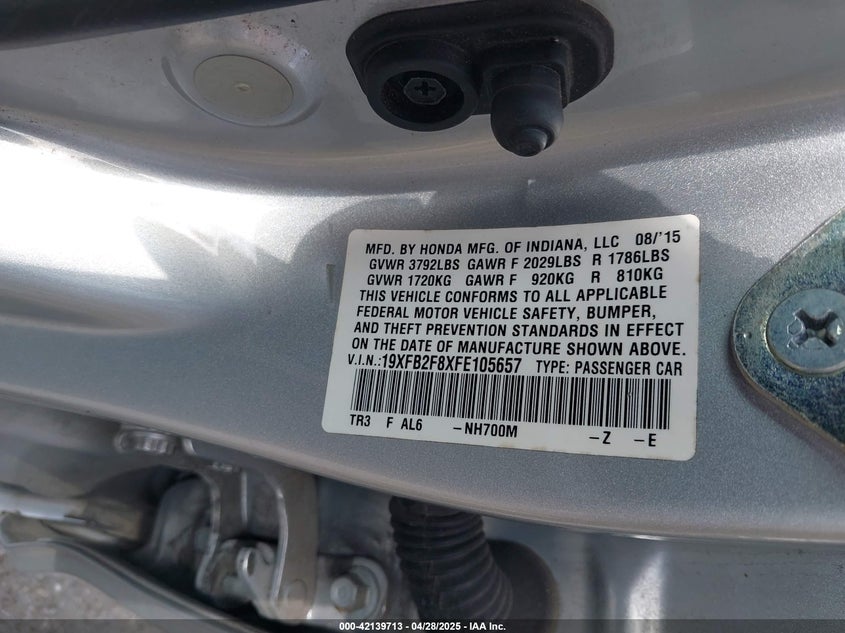 MFD. BY HONDA MFG. OF INDIANA, LLC 08/'15
GVWR 3792LBS GAWR F 2029LBS R 1786LBS
GVWR 1720KG GAWR F 920KG R 810KG
THIS VEHICLE CONFORMS TO ALL APPLICABLE
FEDERAL MOTOR VEHICLE SAFETY, BUMPER,
AND THEFT PREVENTION STANDARDS IN EFFECT
ON THE DATE OF MANUFACTURE SHOWN ABOVE.
V.I.N.:19XFB2F8XFE105657 TYPE: PASSENGER CAR
TR3 F AL6 -NH700M -Z -E
000-42139713 - 04/28/2025 - IAA Inc.